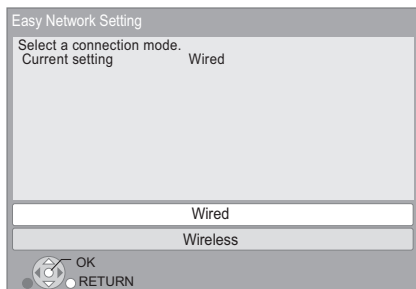 Easy Network Setting
Select a connection mode.
Current setting Wired
Wired
Wireless
OK
RETURN